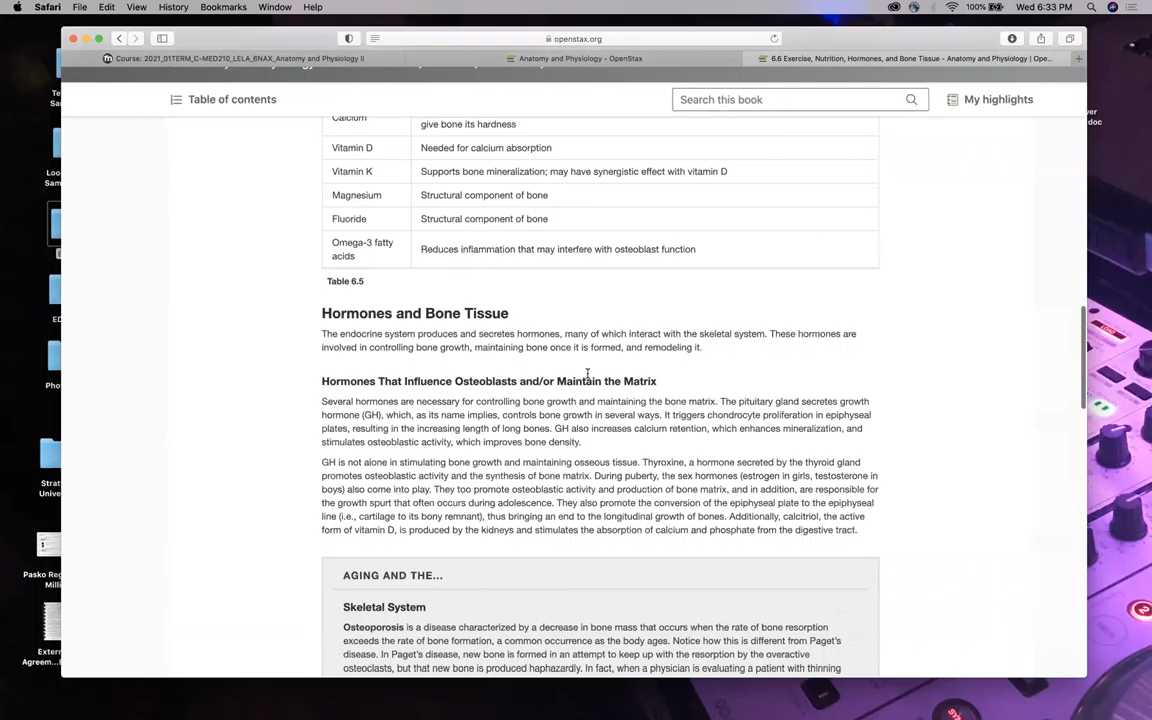 Safari File Edit View History Bookmarks Window Help 100% Wed 6:33 PM
openstax.org
Course: 2021_01TERM_C-MED210_LELA_6NAX_Anatomy and Physiology II
Anatomy and Physiology - OpenStax
6.6 Exercise, Nutrition, Hormones, and Bone Tissue - Anatomy and Physiology | Ope...
Table of contents
Search this book
My highlights
Calcium give bone its hardness
Vitamin D Needed for calcium absorption
Vitamin K Supports bone mineralization; may have synergistic effect with vitamin D
Magnesium Structural component of bone
Fluoride Structural component of bone
Omega-3 fatty
acids
Reduces inflammation that may interfere with osteoblast function
Table 6.5
Hormones and Bone Tissue
The endocrine system produces and secretes hormones, many of which interact with the skeletal system. These hormones are
involved in controlling bone growth, maintaining bone once it is formed, and remodeling it.
Hormones That Influence Osteoblasts and/or Maintain the Matrix
Several hormones are necessary for controlling bone growth and maintaining the bone matrix. The pituitary gland secretes growth
hormone (GH), which, as its name implies, controls bone growth in several ways. It triggers chondrocyte proliferation in epiphyseal
plates, resulting in the increasing length of long bones. GH also increases calcium retention, which enhances mineralization, and
stimulates osteoblastic activity, which improves bone density.
GH is not alone in stimulating bone growth and maintaining osseous tissue. Thyroxine, a hormone secreted by the thyroid gland
promotes osteoblastic activity and the synthesis of bone matrix. During puberty, the sex hormones (estrogen in girls, testosterone in
boys) also come into play. They too promote osteoblastic activity and production of bone matrix, and in addition, are responsible for
the growth spurt that often occurs during adolescence. They also promote the conversion of the epiphyseal plate to the epiphyseal
line (i.e., cartilage to its bony remnant), thus bringing an end to the longitudinal growth of bones. Additionally, calcitriol, the active
form of vitamin D, is produced by the kidneys and stimulates the absorption of calcium and phosphate from the digestive tract.
AGING AND THE...
Skeletal System
Osteoporosis is a disease characterized by a decrease in bone mass that occurs when the rate of bone resorption
exceeds the rate of bone formation, a common occurrence as the body ages. Notice how this is different from Paget's
disease. In Paget's disease, new bone is formed in an attempt to keep up with the resorption by the overactive
osteoclasts, but that new bone is produced haphazardly. In fact, when a physician is evaluating a patient with thinning
Te
Sar
Loo
Sam
ED
Pho
Strat
Unive
Pasko Reg
Milli
Extern
Agreem...E
ver
doc
LOAD